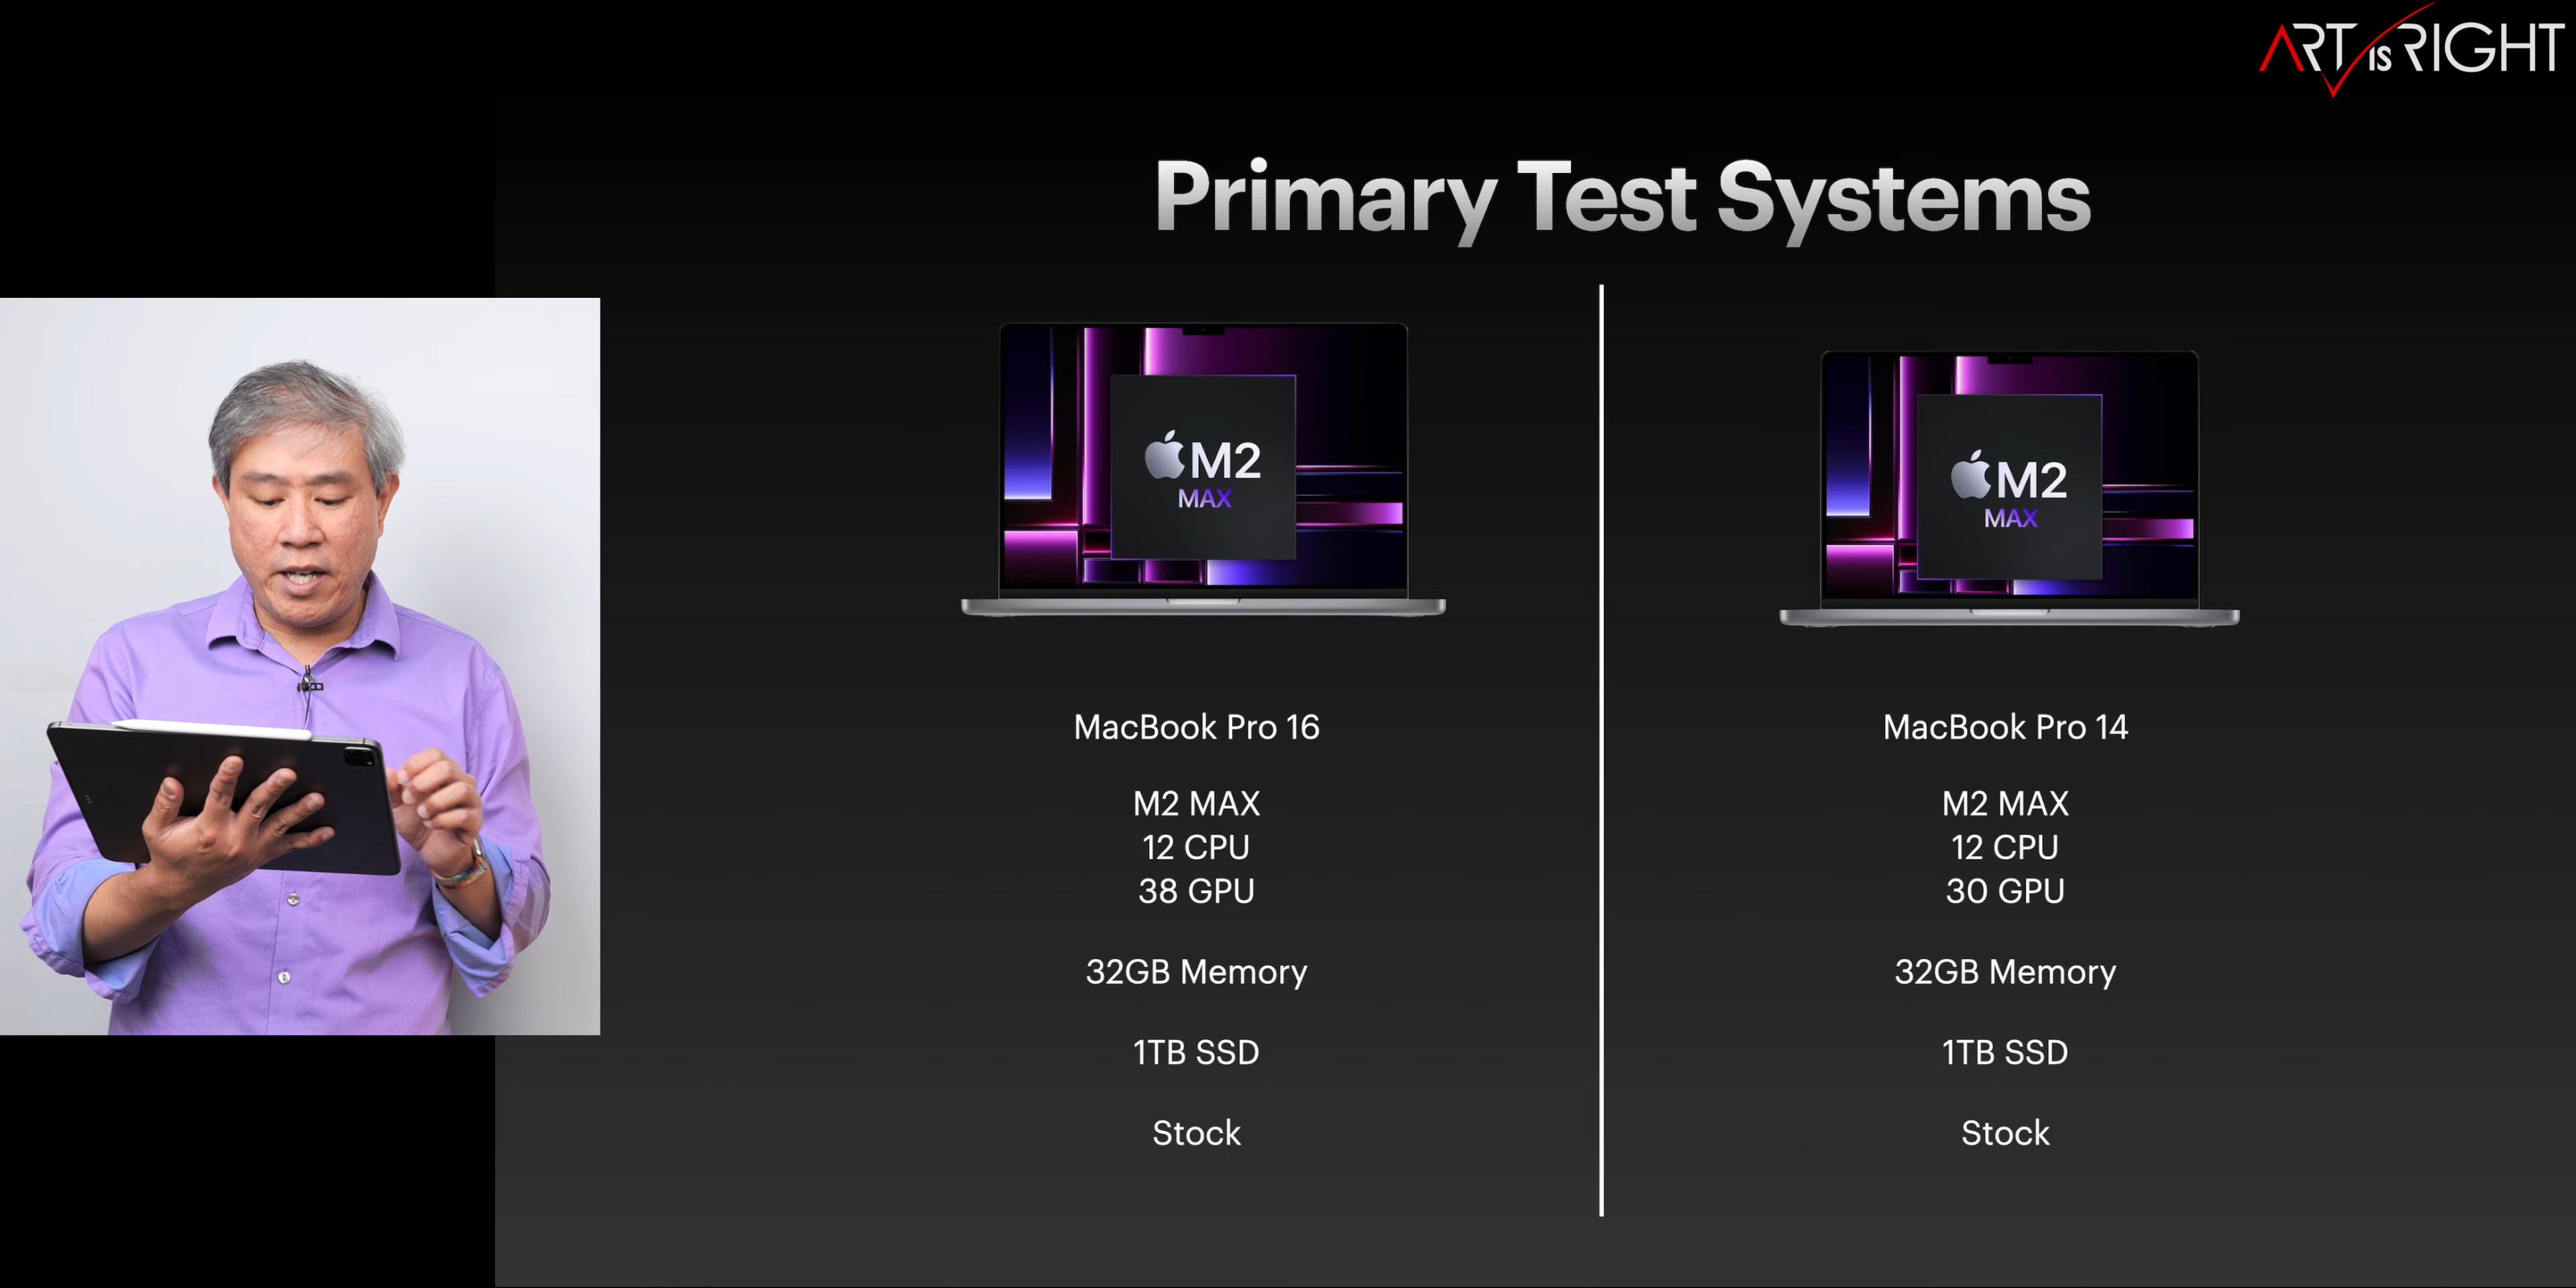 ART is RIGHT
Primary Test Systems
M2
MAX
M2
MAX
MacBook Pro 16
M2 MAX
12 CPU
38 GPU
32GB Memory
1TB SSD
Stock
MacBook Pro 14
M2 MAX
12 CPU
30 GPU
32GB Memory
1TB SSD
Stock